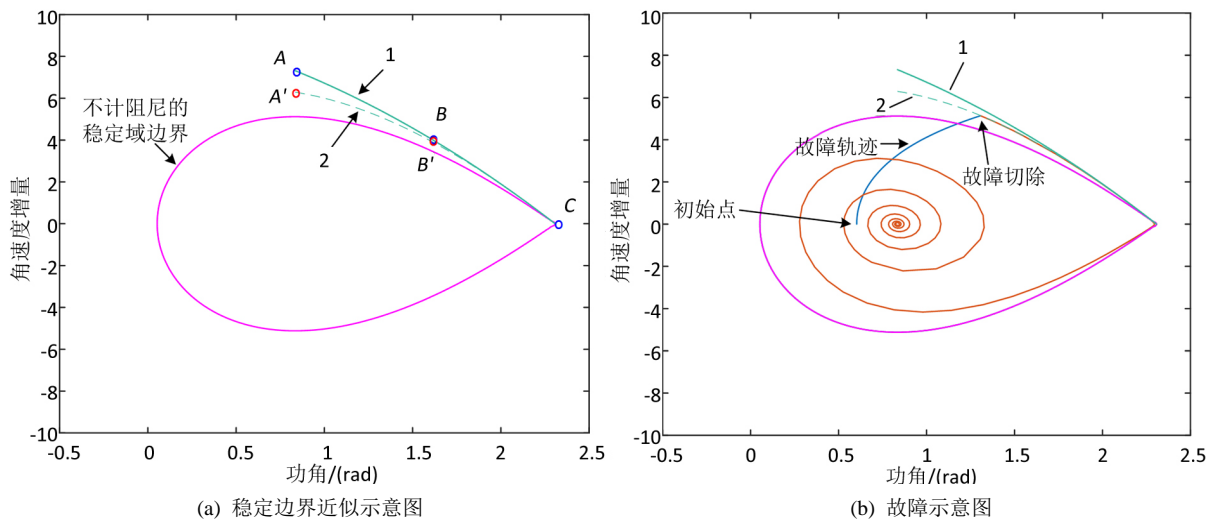 10
8
6
4
2
0
-2
-4
-6
-8
-10
-0.5
0
0.5
1
1.5
2
2.5
角速度增量
功角/(rad)
A
1
A'
不计阻尼的
稳定域边界
2
B
B'
C
(a) 稳定边界近似示意图
10
8
6
4
2
0
-2
-4
-6
-8
-10
-0.5
0
0.5
1
1.5
2
2.5
角速度增量
功角/(rad)
1
2
故障轨迹
故障切除
初始点
(b) 故障示意图